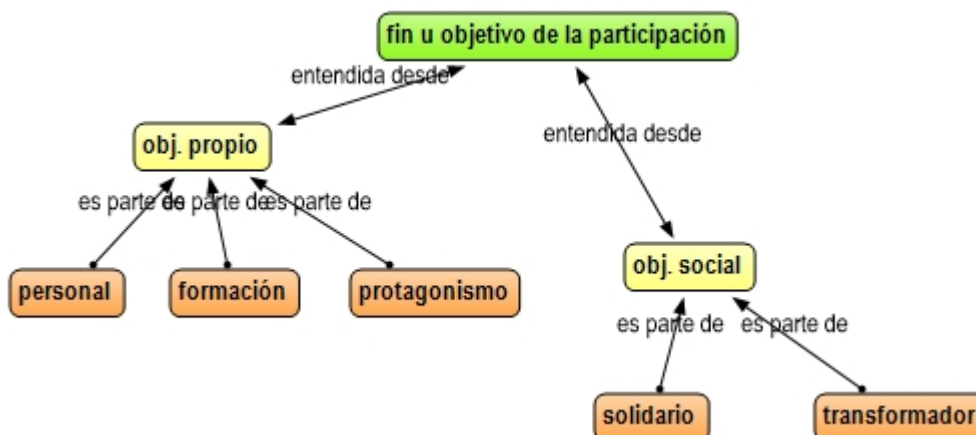 fin u objetivo de la participación
entendida desde
entendida desde
obj. propio
es parte de
es parte de
es parte de
obj. social
personal
formación
protagonismo
es parte de
es parte de
solidario
transformador